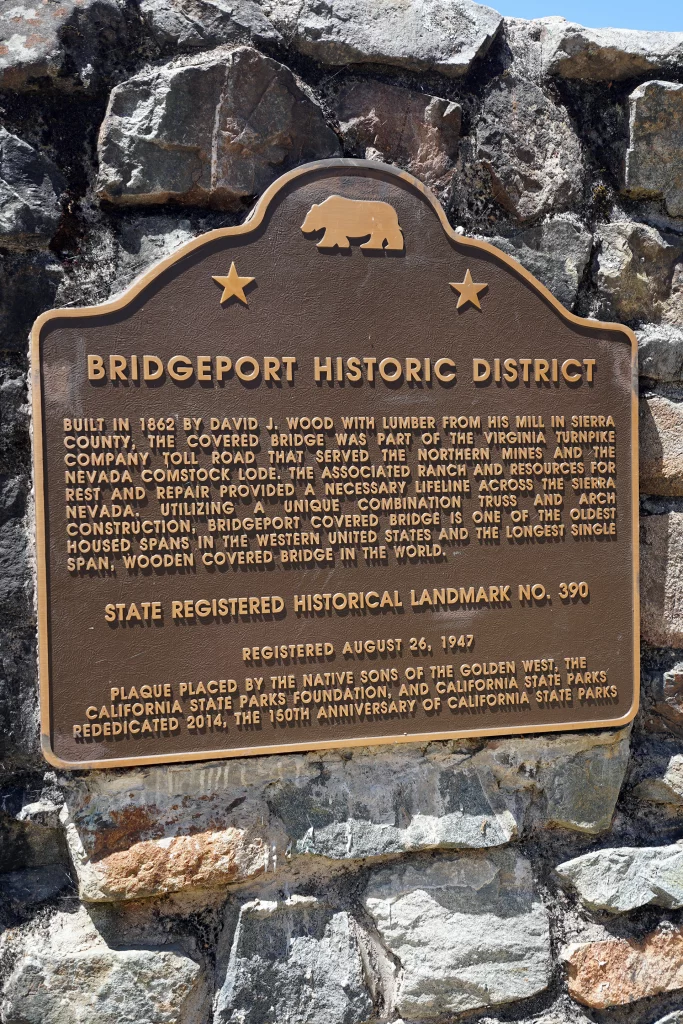 BRIDGEPORT HISTORIC DISTRICT
BUILT IN 1862 BY DAVID J. WOOD WITH LUMBER FROM HIS MILL IN SIERRA
COUNTY, THE COVERED BRIDGE WAS PART OF THE VIRGINIA TURNPIKE
COMPANY TOLL ROAD THAT SERVED THE NORTHERN MINES AND THE
NEVADA COMSTOCK LODE. THE ASSOCIATED RANCH AND RESOURCES FOR
REST AND REPAIR PROVIDED A NECESSARY LIFELINE ACROSS THE SIERRA
NEVADA. UTILIZING A UNIQUE COMBINATION TRUSS AND ARCH
CONSTRUCTION, BRIDGEPORT COVERED BRIDGE IS ONE OF THE OLDEST
HOUSED SPANS IN THE WESTERN UNITED STATES AND THE LONGEST SINGLE
SPAN, WOODEN COVERED BRIDGE IN THE WORLD.
STATE REGISTERED HISTORICAL LANDMARK NO. 390
REGISTERED AUGUST 26, 1947
PLAQUE PLACED BY THE NATIVE SONS OF THE GOLDEN WEST, THE
CALIFORNIA STATE PARKS FOUNDATION, AND CALIFORNIA STATE PARKS
REDEDICATED 2014, THE 150TH ANNIVERSARY OF CALIFORNIA STATE PARKS